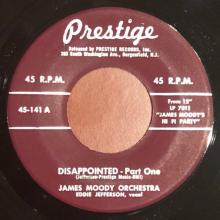 Prestige
Released by PRESTIGE RECORDS, INC.
203 South Washington Ave., Bergenfield, N.J.
45 R.P.M.
45 R.P.M.
45-141 A
From 12"
LP 7011
"JAMES MOODY'S
HI FI PARTY"
DISAPPOINTED - Part One
(Jefferson-Prestige Music-BMI)
JAMES MOODY ORCHESTRA
EDDIE JEFFERSON, vocal